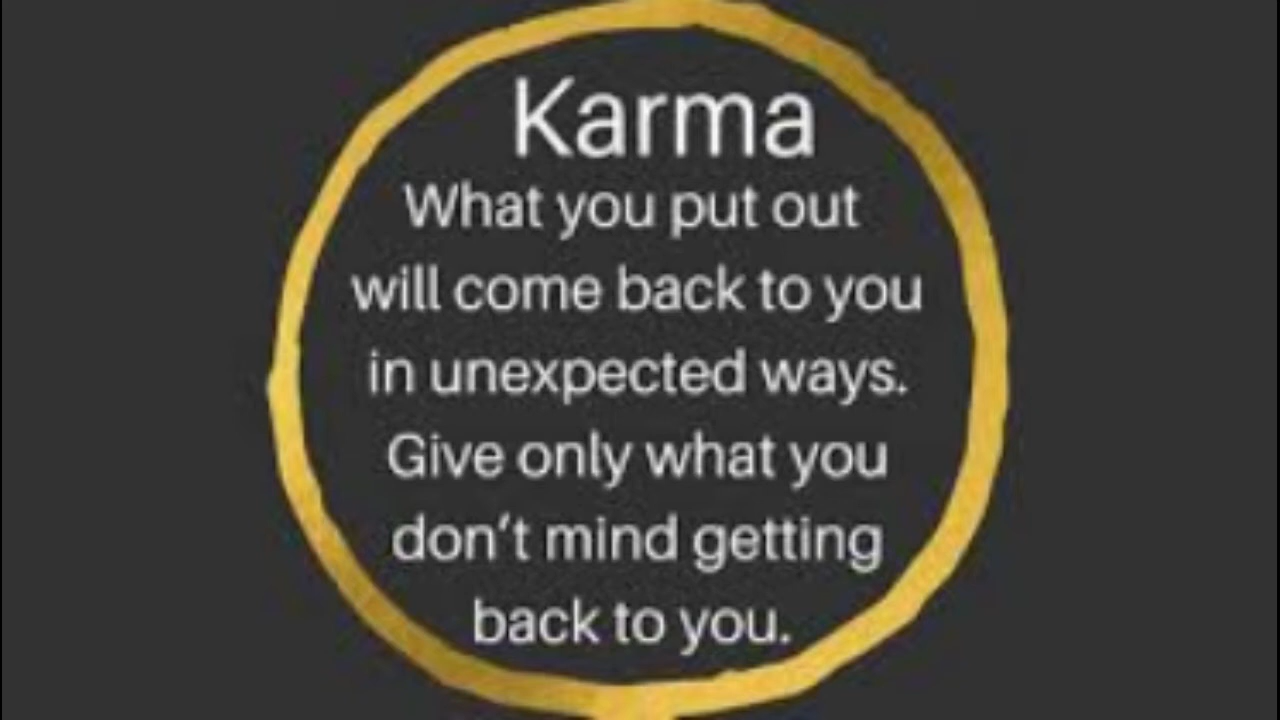 Karma
What you put out
will come back to you
in unexpected ways.
Give only what you
don’t mind getting
back to you.